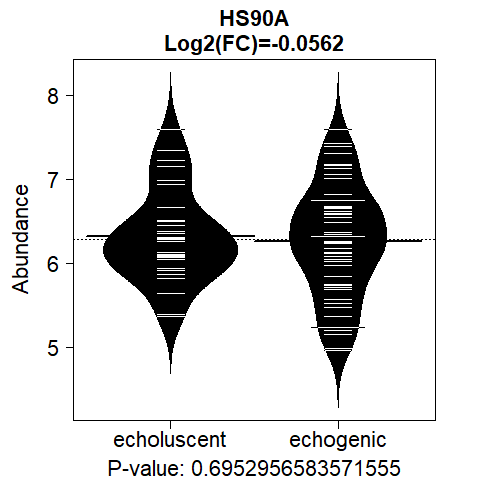 HS90A
Log2(FC)=-0.0562
Abundance
8
7
6
5
echoluscent echogenic
P-value: 0.6952956583571555